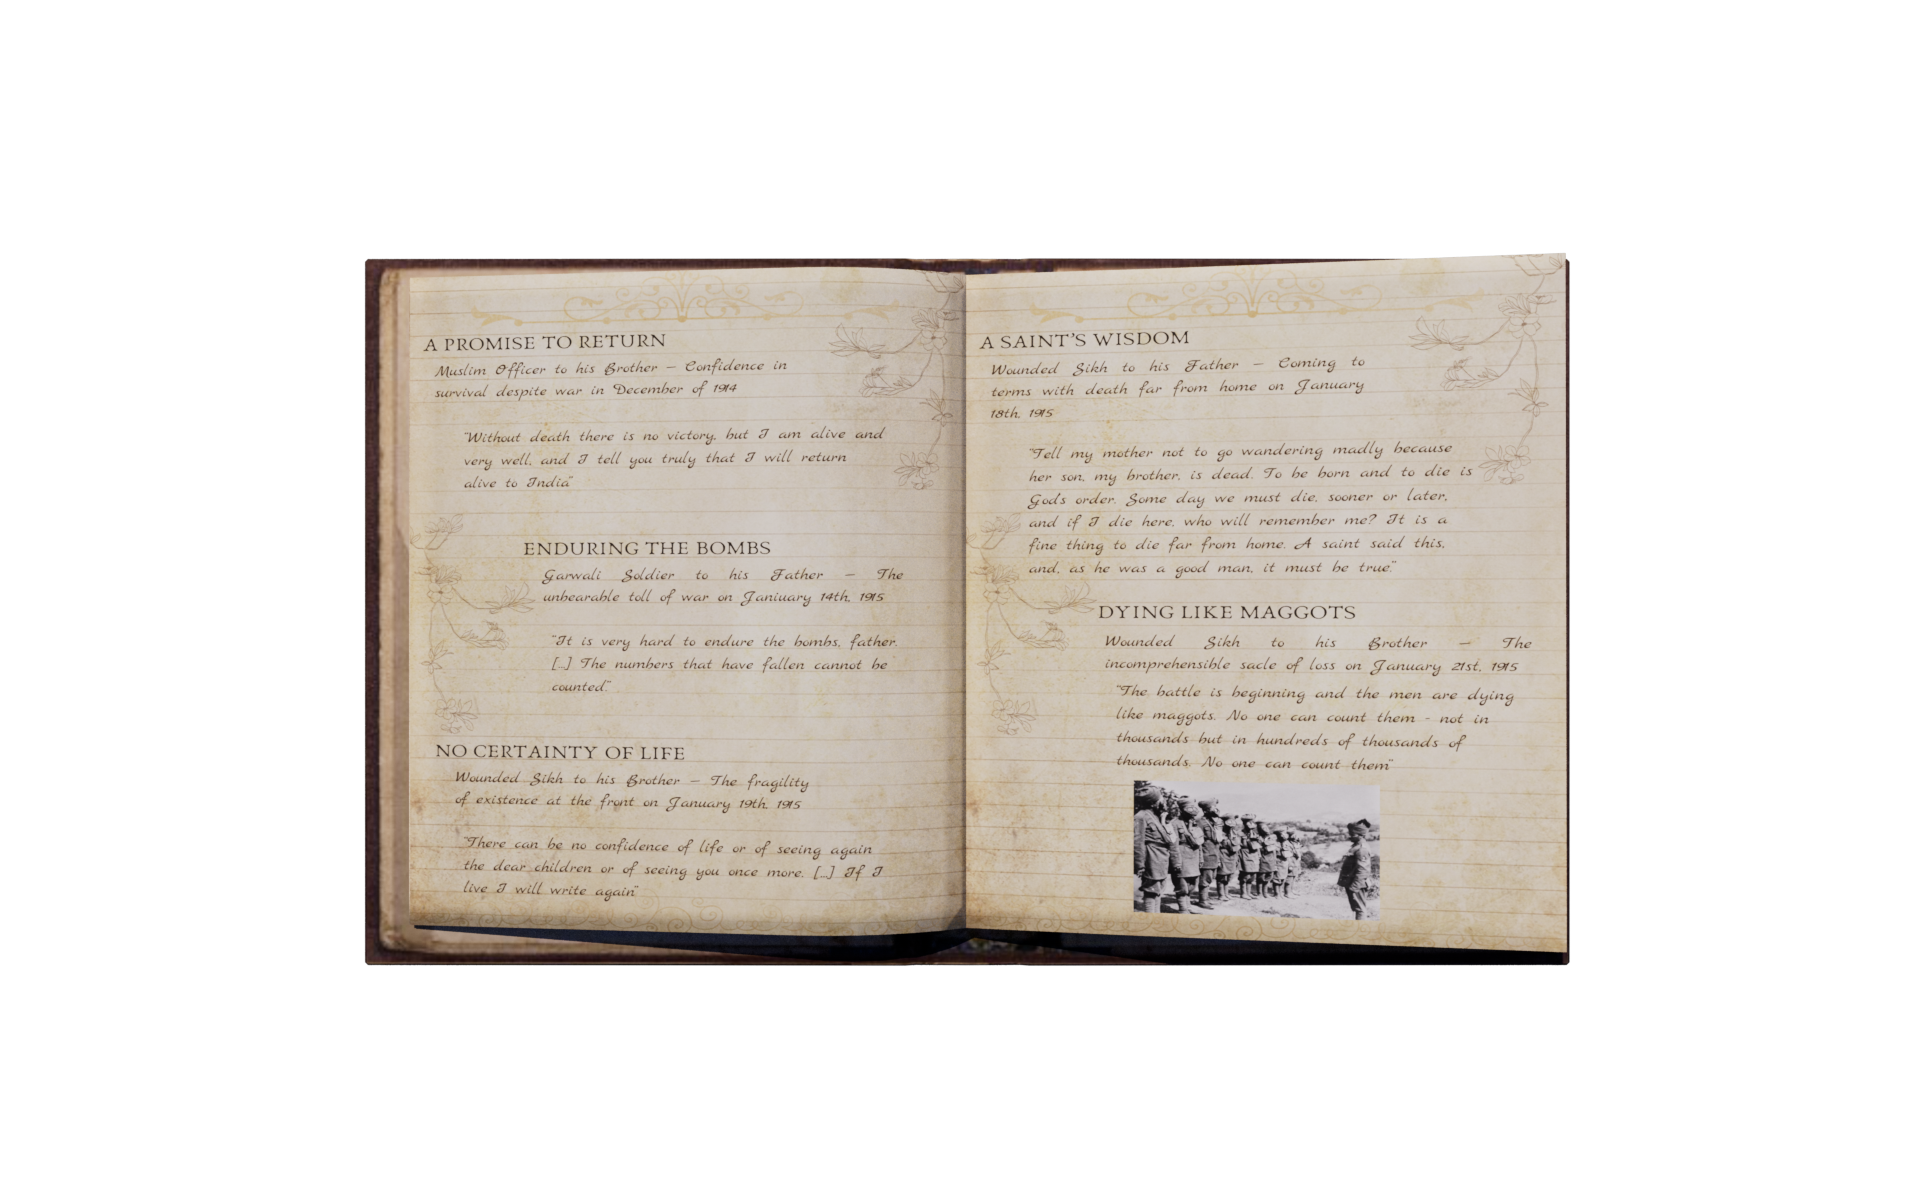 A PROMISE TO RETURN
Muslim Officer to his Brother – Confidence in
survival despite war in December of 1914
"Without death there is no victory, but I am alive and
very well, and I tell you truly that I will return
alive to India"
ENDURING THE BOMBS
Garwali Soldier to his Father – The
unbearable toll of war on Janiuary 14th, 1915
"It is very hard to endure the bombs, father.
[...] The numbers that have fallen cannot be
counted."
NO CERTAINTY OF LIFE
Wounded Sikh to his Brother – The fragility
of existence at the front on January 19th, 1915
"There can be no confidence of life or of seeing again
the dear children or of seeing you once more. [...] If I
live I will write again"
A SAINT'S WISDOM
Wounded Sikh to his Father – Coming to
terms with death far from home on January
18th, 1915
"Tell my mother not to go wandering madly because
her son, my brother, is dead. To be born and to die is
God's order. Some day we must die, sooner or later,
and if I die here, who will remember me? It is a
fine thing to die far from home. A saint said this,
and, as he was a good man, it must be true."
DYING LIKE MAGGOTS
Wounded Sikh to his Brother – The
incomprehensible sacle of loss on January 21st, 1915
"The battle is beginning and the men are dying
like maggots. No one can count them - not in
thousands but in hundreds of thousands of
thousands. No one can count them"